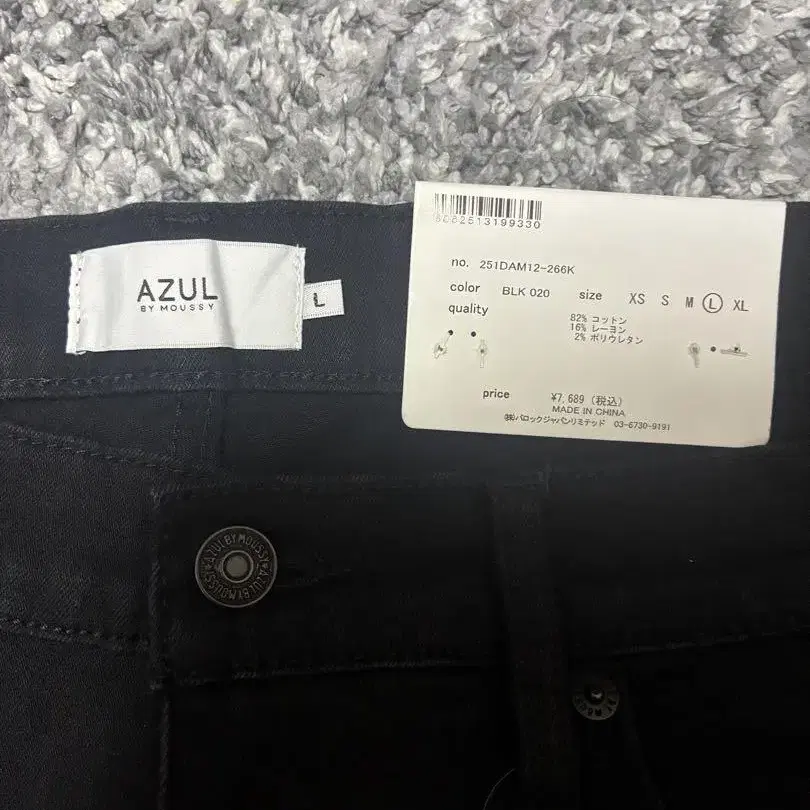 AZUL
BY MOUSSY
L
no. 251DAM12-266K
color BLK 020 size XS S M L XL
quality
82% コットン
16% レーヨン
2% ポリウレタン
price ¥7,689 (税込)
MADE IN CHINA
㈱バロックジャパンリミテッド 03-6730-9191
AZUL BY MOUSSY ★ AZUL BY MOUSSY ★